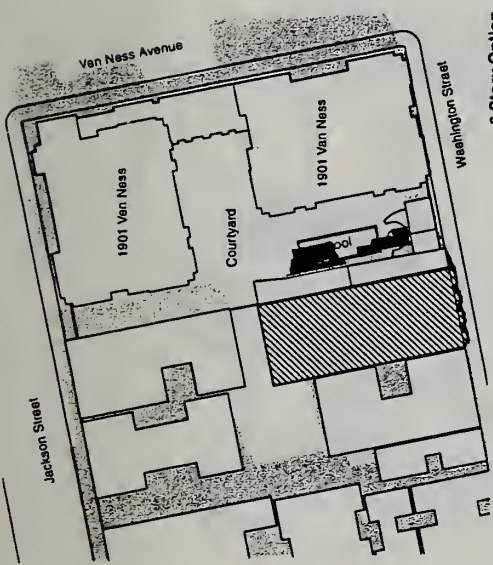 Van Ness Avenue
1901 Van Ness
1901 Van Ness
Courtyard
Jackson Street
Washington Street